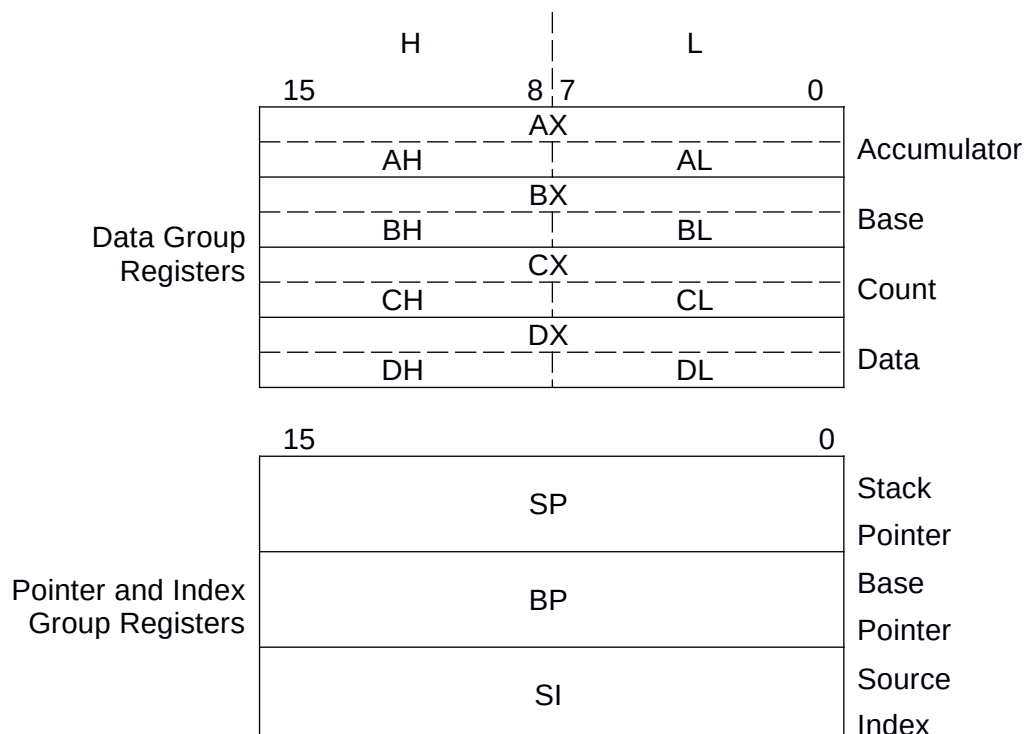 H L
15 8 7 0
AX
AH AL
Accumulator
BX
BH BL
Base
Data Group
Registers
CX
CH CL
Count
DX
DH DL
Data
15 0
SP
Stack
Pointer
Pointer and Index
Group Registers
BP
Base
Pointer
SI
Source
Index